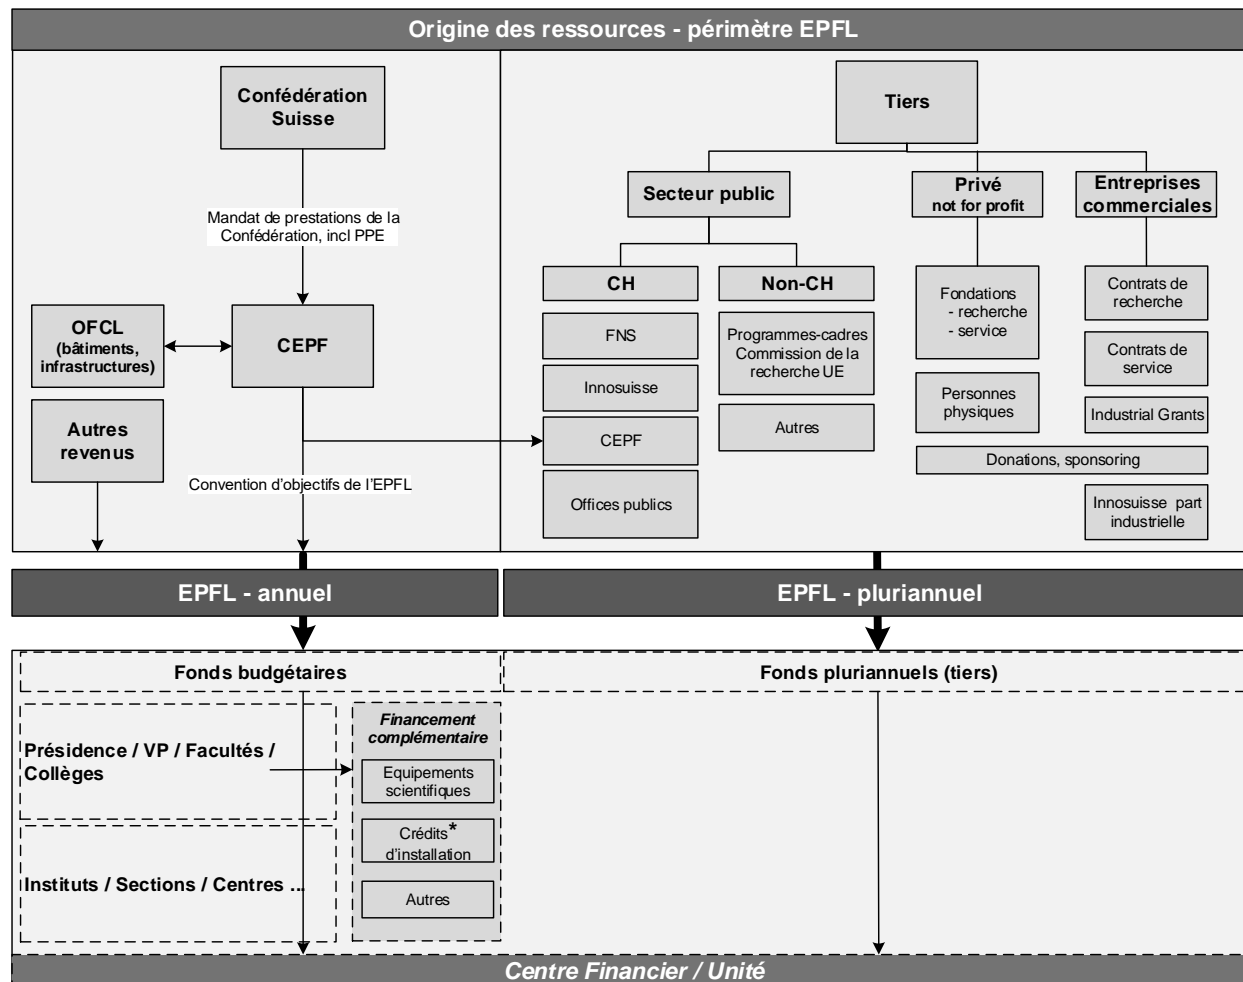 Origine des ressources - périmètre EPFL
Confédération
Suisse
Mandat de prestations de la
Confédération, incl PPE
OFCL
(bâtiments,
infrastructures)
CEPF
Autres
revenus
Convention d'objectifs de l'EPFL
Tiers
Secteur public
Privé
not for profit
Entreprises
commerciales
CH
Non-CH
FNS
Innosuisse
CEPF
Offices publics
Programmes-cadres
Commission de la
recherche UE
Autres
Fondations
- recherche
- service
Personnes
physiques
Contrats de
recherche
Contrats de
service
Industrial Grants
Donations, sponsoring
Innosuisse part
industrielle
EPFL - annuel
EPFL - pluriannuel
Fonds budgétaires
Fonds pluriannuels (tiers)
Présidence / VP / Facultés /
Collèges
Instituts / Sections / Centres ...
Financement
complémentaire
Equipements
scientifiques
Crédits*
d'installation
Autres
Centre Financier / Unité